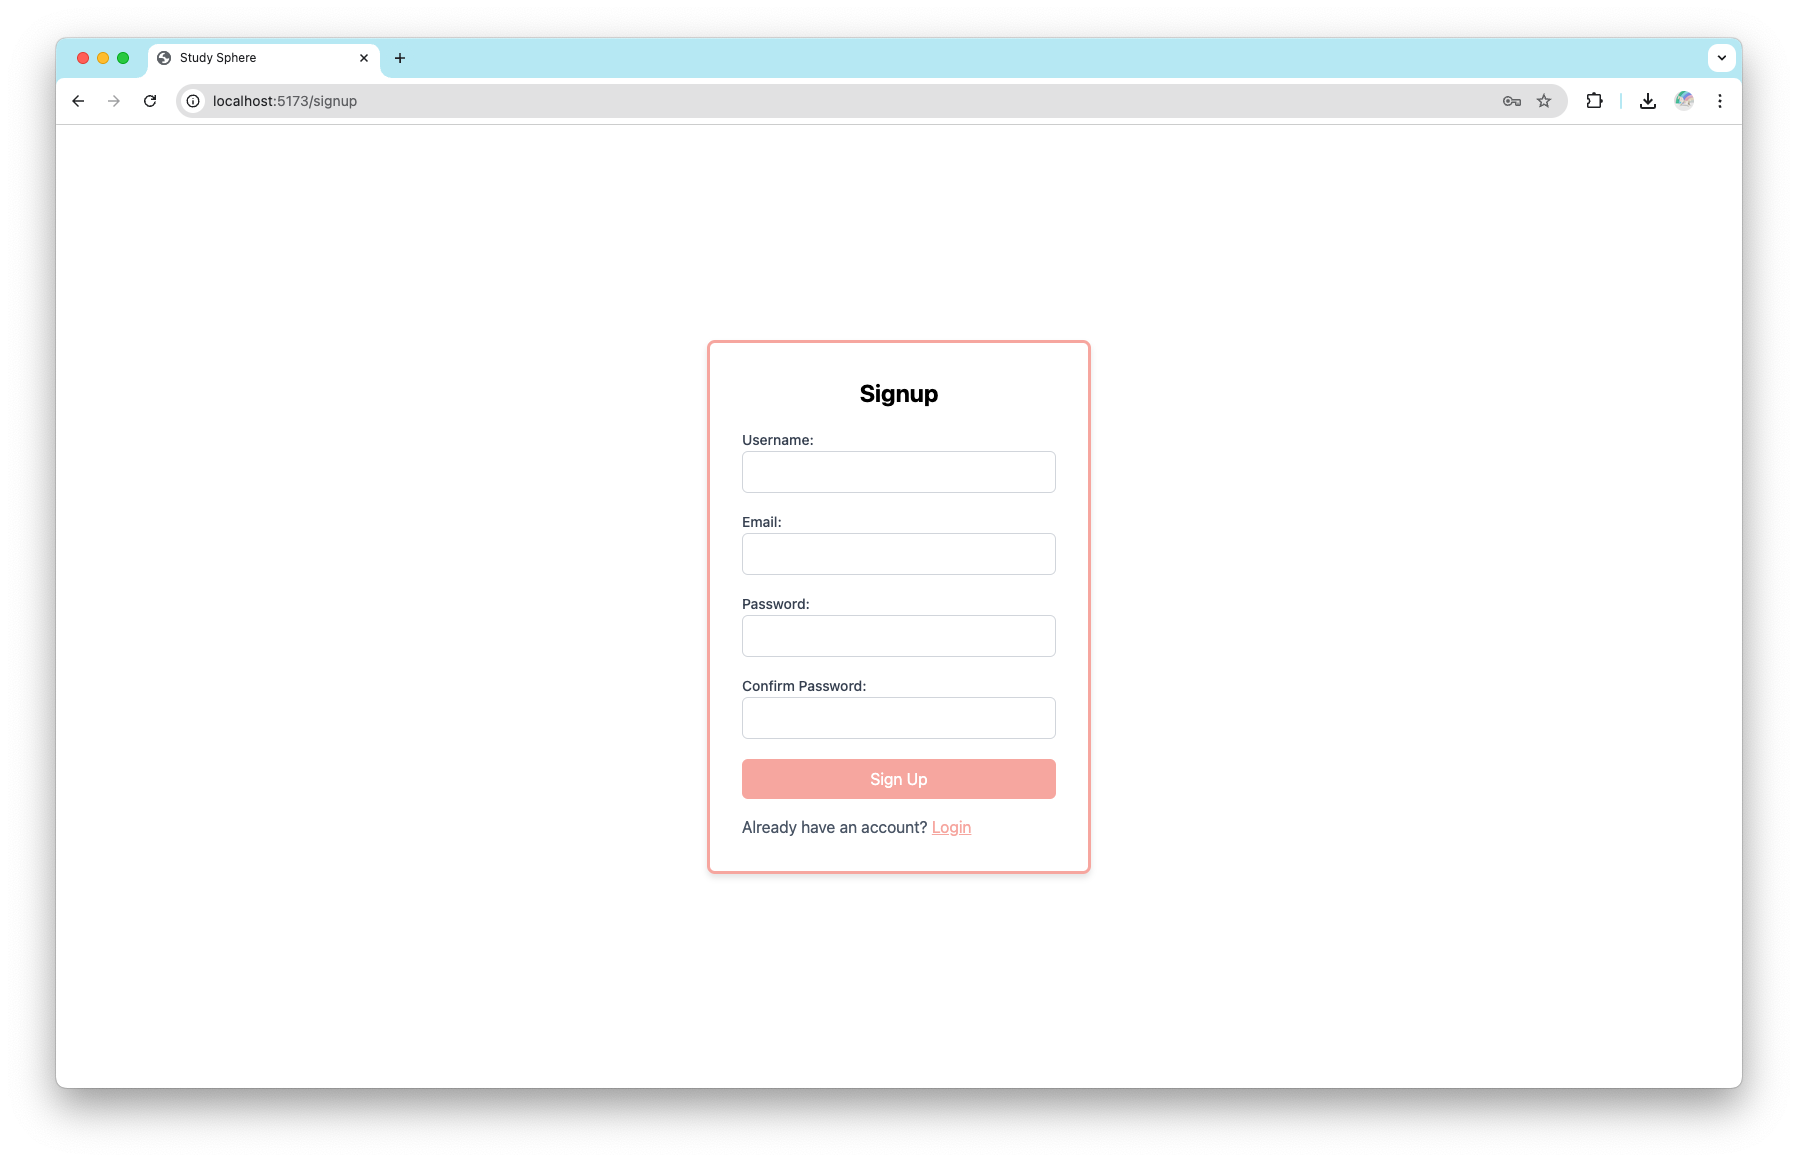 Study Sphere
localhost:5173/signup
Signup
Username:
Email:
Password:
Confirm Password:
Sign Up
Already have an account? Login